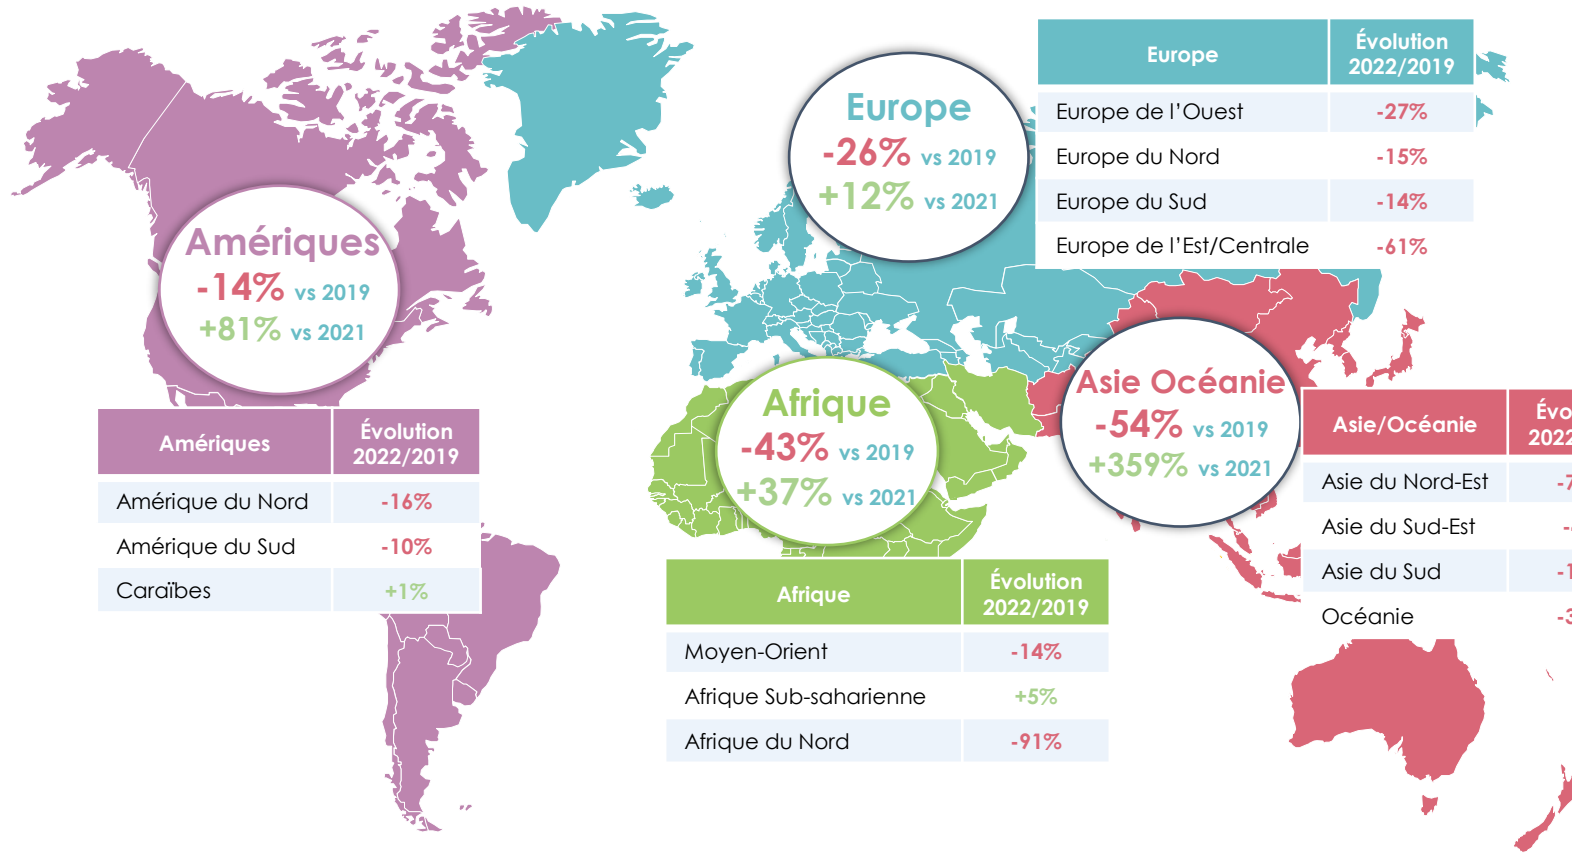 Europe
-26% vs 2019
+12% vs 2021
Europe Évolution 2022/2019
Europe de l'Ouest -27%
Europe du Nord -15%
Europe du Sud -14%
Europe de l'Est/Centrale -61%
Amériques
-14% vs 2019
+81% vs 2021
Amériques Évolution 2022/2019
Amérique du Nord -16%
Amérique du Sud -10%
Caraïbes +1%
Afrique
-43% vs 2019
+37% vs 2021
Afrique Évolution 2022/2019
Moyen-Orient -14%
Afrique Sub-saharienne +5%
Afrique du Nord -91%
Asie Océanie
-54% vs 2019
+359% vs 2021
Asie/Océanie
Asie du Nord-Est
Asie du Sud-Est
Asie du Sud
Océanie